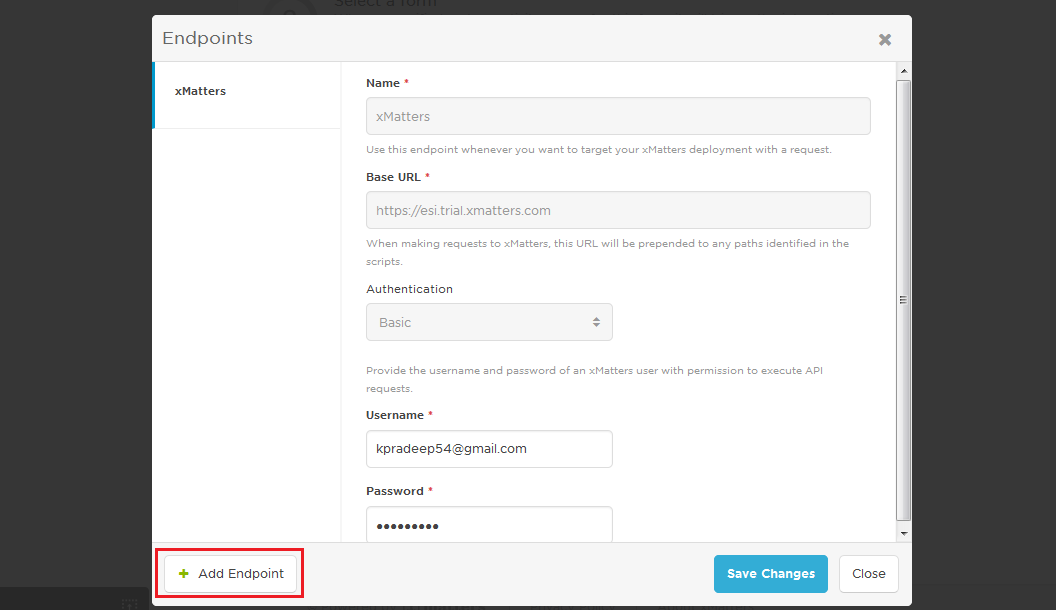 Select a form
Endpoints
xMatters
Name *
xMatters
Use this endpoint whenever you want to target your xMatters deployment with a request.
Base URL *
https://esi.trial.xmatters.com
When making requests to xMatters, this URL will be prepended to any paths identified in the
scripts.
Authentication
Basic
Provide the username and password of an xMatters user with permission to execute API
requests.
Username *
kpradeep54@gmail.com
Password *
•••••••••
+ Add Endpoint
Save Changes
Close